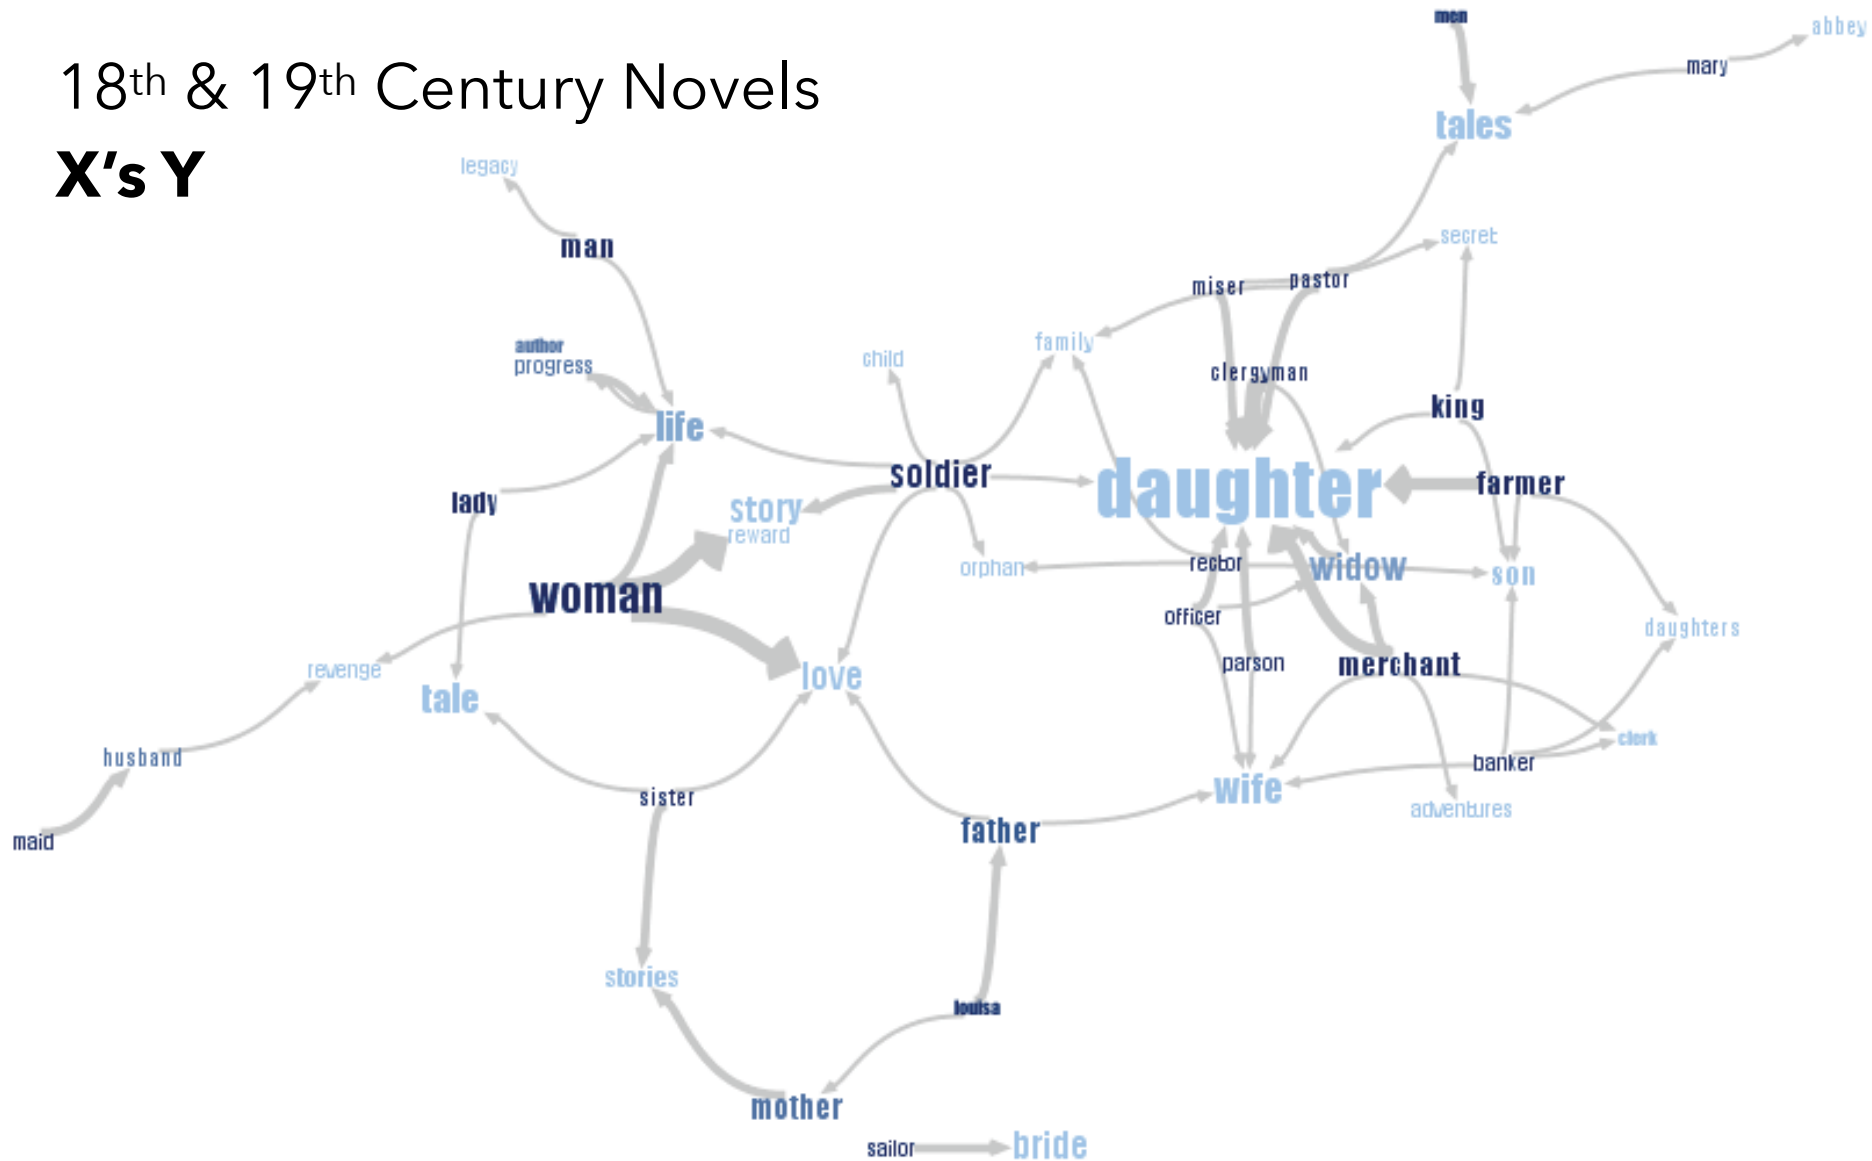 18th & 19th Century Novels
X's Y
men
abbey
mary
tales
legacy
man
secret
miser
pastor
author
progress
child
family
clergyman
king
life
soldier
daughter
farmer
lady
story
reward
orphan
rector
widow
son
woman
officer
daughters
revenge
tale
love
parson
merchant
husband
clerk
banker
sister
wife
adventures
maid
father
stories
louisa
mother
sailor
bride